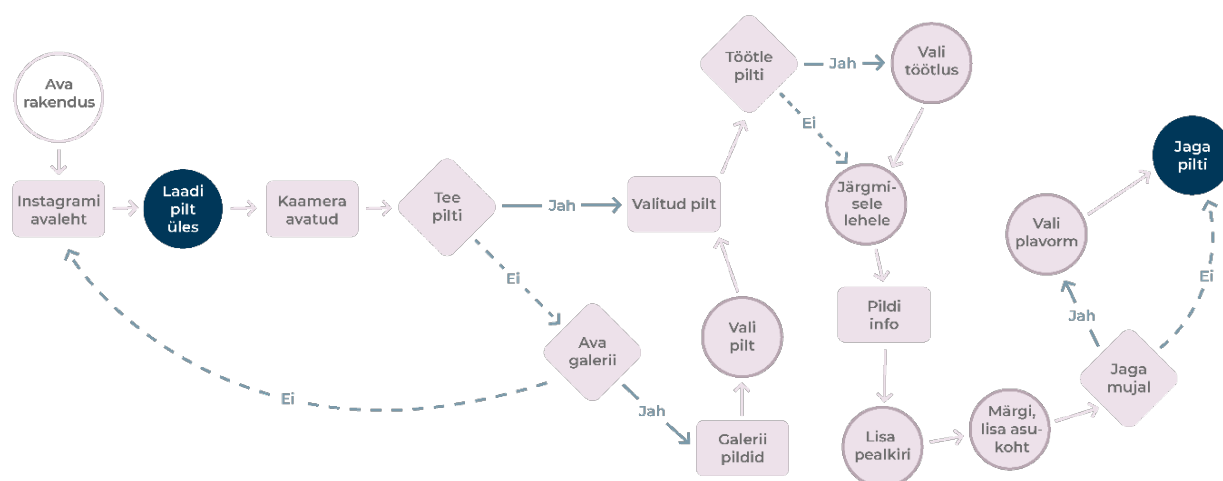 Ava
rakendus
Instagrami
avaleht
Laadi
pilt
üles
Kaamera
avatud
Tee
pilti
Jah
Ei
Ava
galerii
Ei
Jah
Galerii
pildid
Vali
pilt
Valitud pilt
Töötle
pilti
Jah
Ei
Vali
töötlus
Järgmi-
sele
lehele
Pildi
info
Lisa
pealkiri
Märgi,
lisa asu-
koht
Jaga
mujal
Jah
Ei
Vali
plavorm
Jaga
pilti